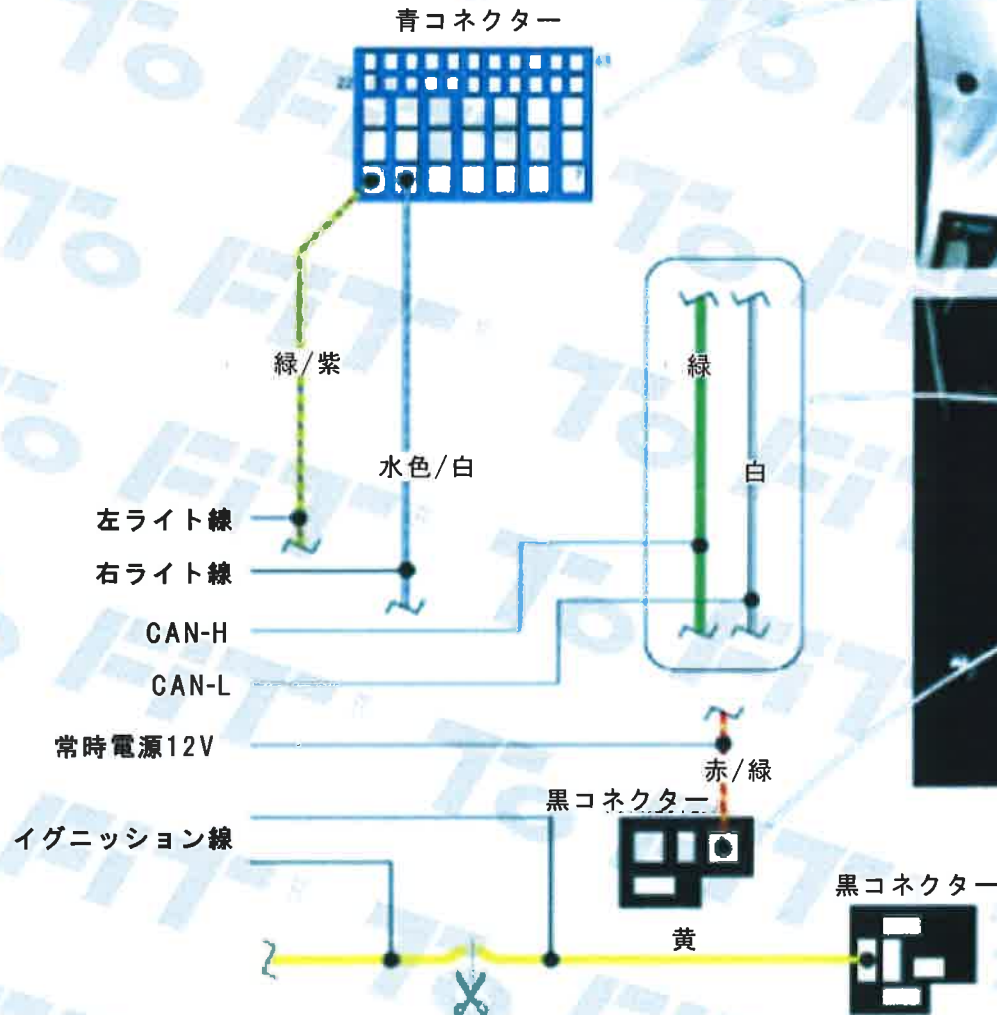 青コネクター
22
緑/紫
緑
水色/白
白
左ライト線
右ライト線
CAN-H
CAN-L
常時電源12V
赤/緑
黒コネクター
イグニッション線
黒コネクター
黄
TO FIT